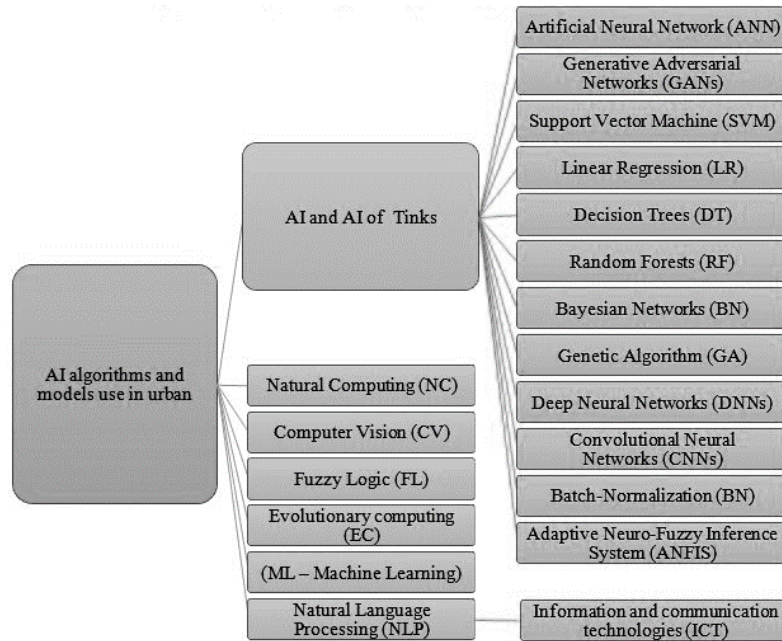 AI algorithms and
models use in urban
AI and AI of Tinks
Natural Computing (NC)
Computer Vision (CV)
Fuzzy Logic (FL)
Evolutionary computing
(EC)
(ML – Machine Learning)
Natural Language
Processing (NLP)
Artificial Neural Network (ANN)
Generative Adversarial
Networks (GANs)
Support Vector Machine (SVM)
Linear Regression (LR)
Decision Trees (DT)
Random Forests (RF)
Bayesian Networks (BN)
Genetic Algorithm (GA)
Deep Neural Networks (DNNs)
Convolutional Neural
Networks (CNNs)
Batch-Normalization (BN)
Adaptive Neuro-Fuzzy Inference
System (ANFIS)
Information and communication
technologies (ICT)